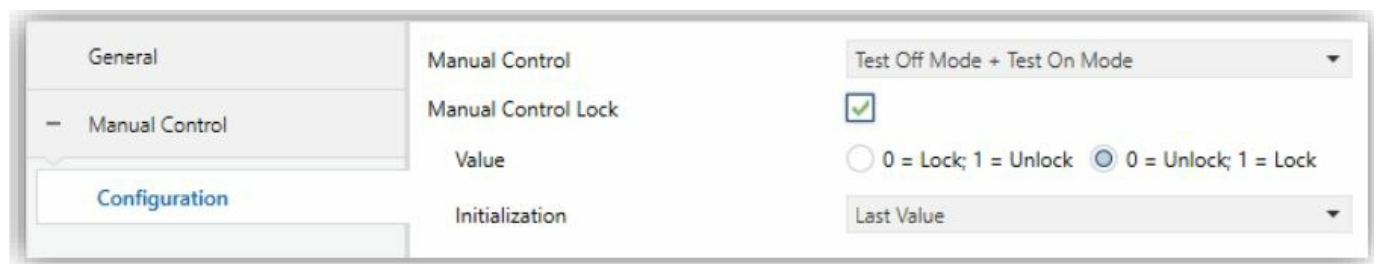 General
Manual Control
Configuration
Manual Control Test Off Mode + Test On Mode
Manual Control Lock
Value 0 = Lock; 1 = Unlock 0 = Unlock; 1 = Lock
Initialization Last Value